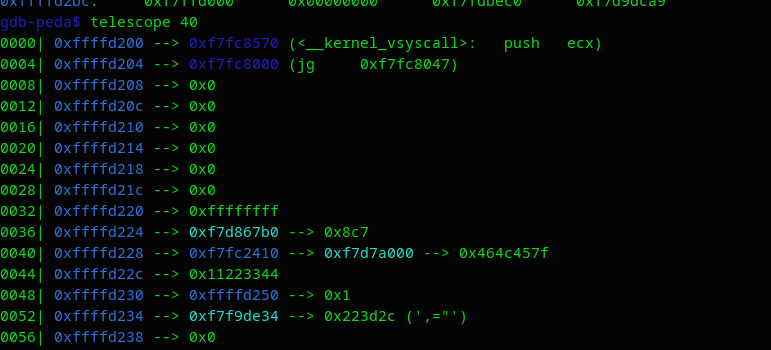 0xffffd2bc: 0xf7ffd000 0x00000000 0xf7fdbec0 0xf7d9dca9
gdb-peda$ telescope 40
0000| 0xffffd200 --> 0xf7fc8570 (<__kernel_vsyscall>: push ecx)
0004| 0xffffd204 --> 0xf7fc8000 (jg 0xf7fc8047)
0008| 0xffffd208 --> 0x0
0012| 0xffffd20c --> 0x0
0016| 0xffffd210 --> 0x0
0020| 0xffffd214 --> 0x0
0024| 0xffffd218 --> 0x0
0028| 0xffffd21c --> 0x0
0032| 0xffffd220 --> 0xffffffff
0036| 0xffffd224 --> 0xf7d867b0 --> 0x8c7
0040| 0xffffd228 --> 0xf7fc2410 --> 0xf7d7a000 --> 0x464c457f
0044| 0xffffd22c --> 0x11223344
0048| 0xffffd230 --> 0xffffd250 --> 0x1
0052| 0xffffd234 --> 0xf7f9de34 --> 0x223d2c (',="')
0056| 0xffffd238 --> 0x0